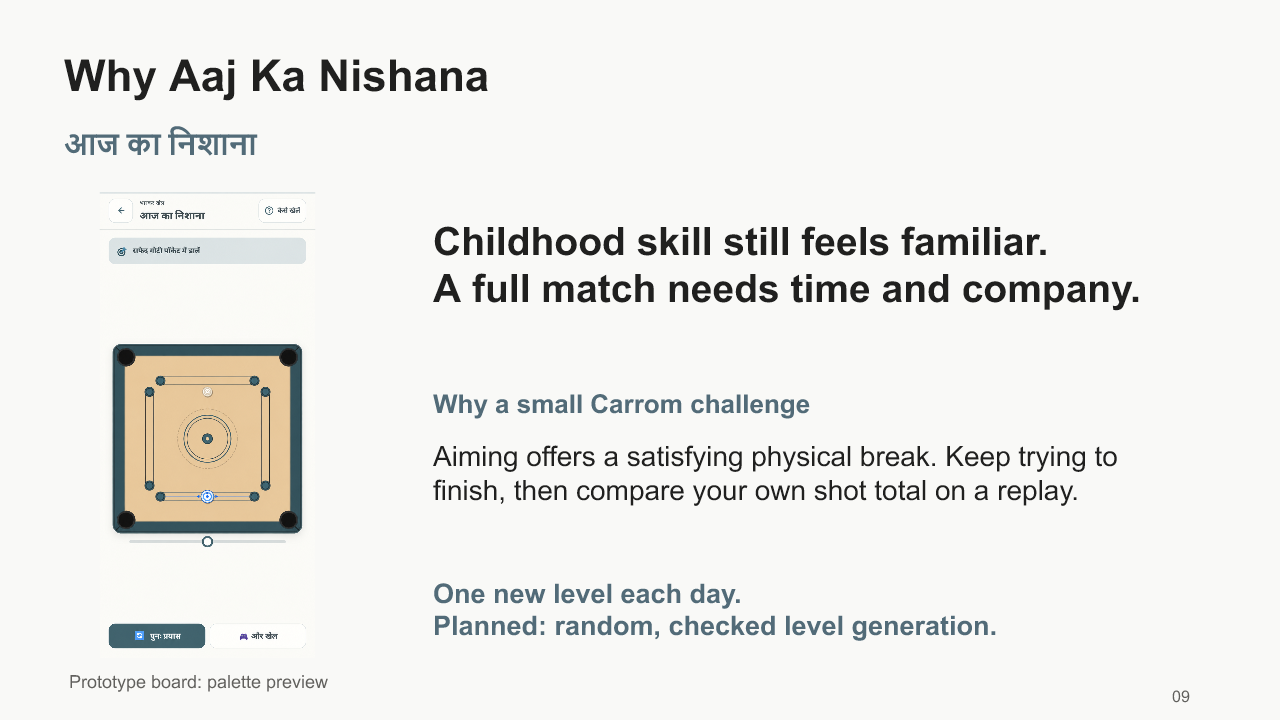 Why Aaj Ka Nishana
आज का निशाना
आज का निशाना
कैसे खेलें
सफेद गोटी पॉकेट में डालें
पुनः प्रयास
और खेल
Prototype board: palette preview
Childhood skill still feels familiar.
A full match needs time and company.
Why a small Carrom challenge
Aiming offers a satisfying physical break. Keep trying to
finish, then compare your own shot total on a replay.
One new level each day.
Planned: random, checked level generation.
09